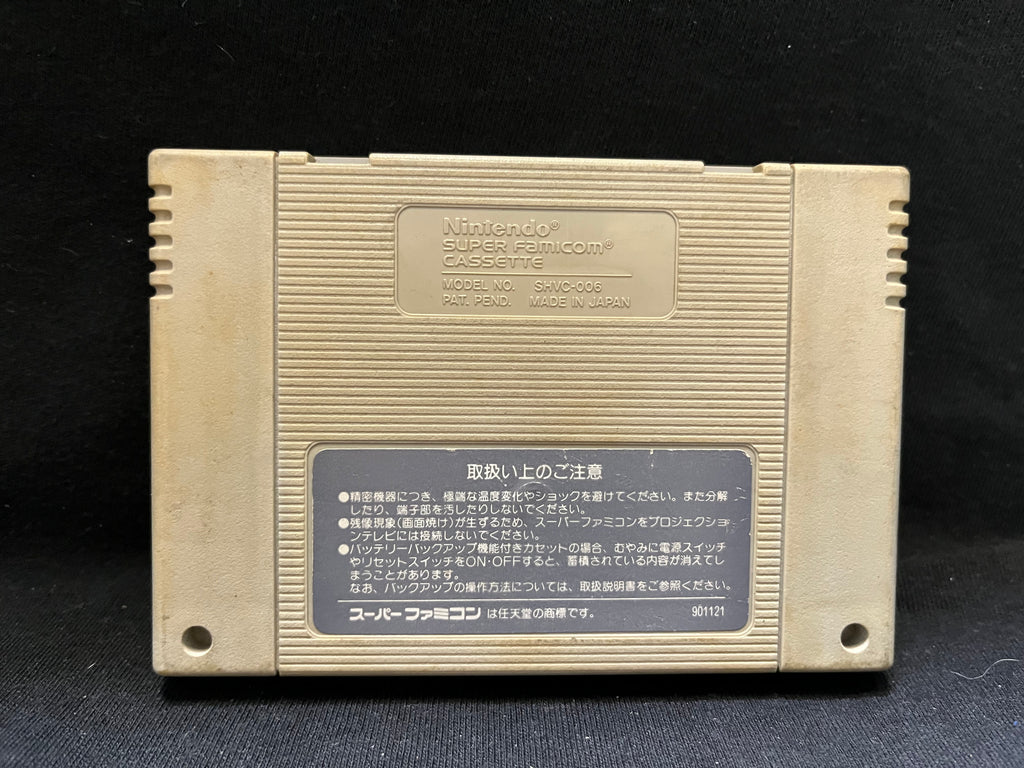 Nintendo®
SUPER FAMICOM®
CASSETTE
MODEL NO. SHVC-006
PAT. PEND. MADE IN JAPAN
取扱い上のご注意
●精密機器につき、極端な温度変化やショックを避けてください。また分解
したり、端子部を汚したりしないでください。
●残像現象(画面焼け)が生ずるため、スーパーファミコンをプロジェクショ
ンテレビには接続しないでください。
●バッテリーバックアップ機能付きカセットの場合、むやみに電源スイッチ
やリセットスイッチをON・OFFすると、蓄積されている内容が消えてし
まうことがあります。
なお、バックアップの操作方法については、取扱説明書をご参照ください。
スーパーファミコン は任天堂の商標です。 901121